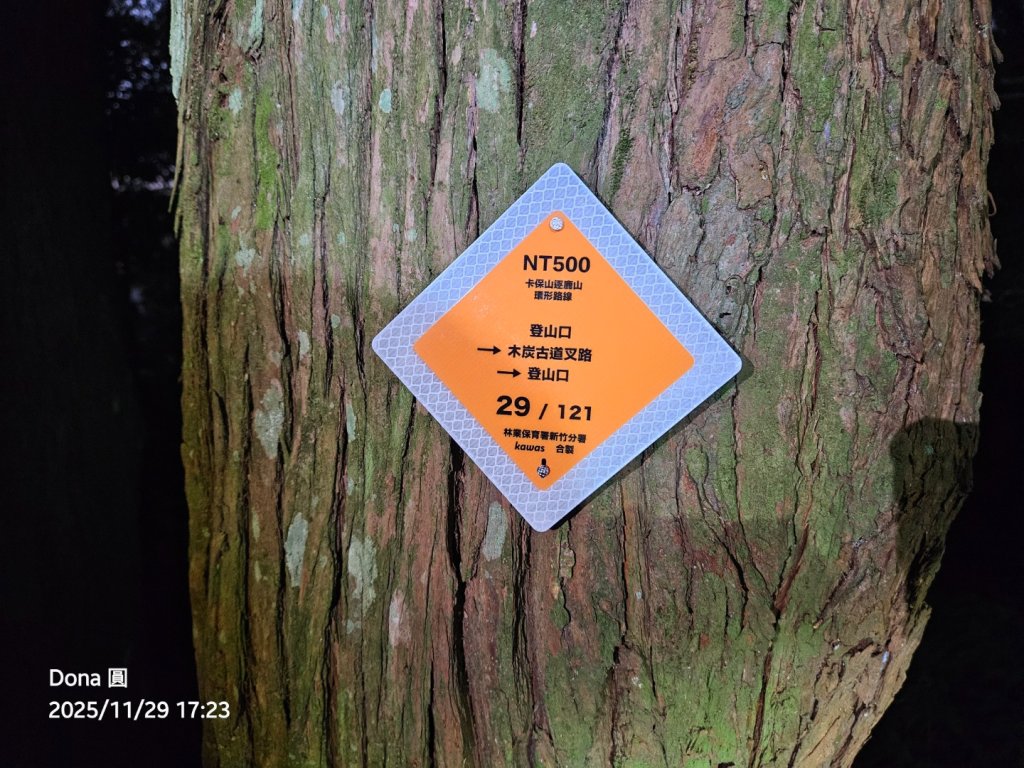 NT500
卡保山逐鹿山
環形路線
登山口
→ 木炭古道叉路
→ 登山口
29 / 121
林業保育署新竹分署
kawas 合製
Dona 圓
2025/11/29 17:23